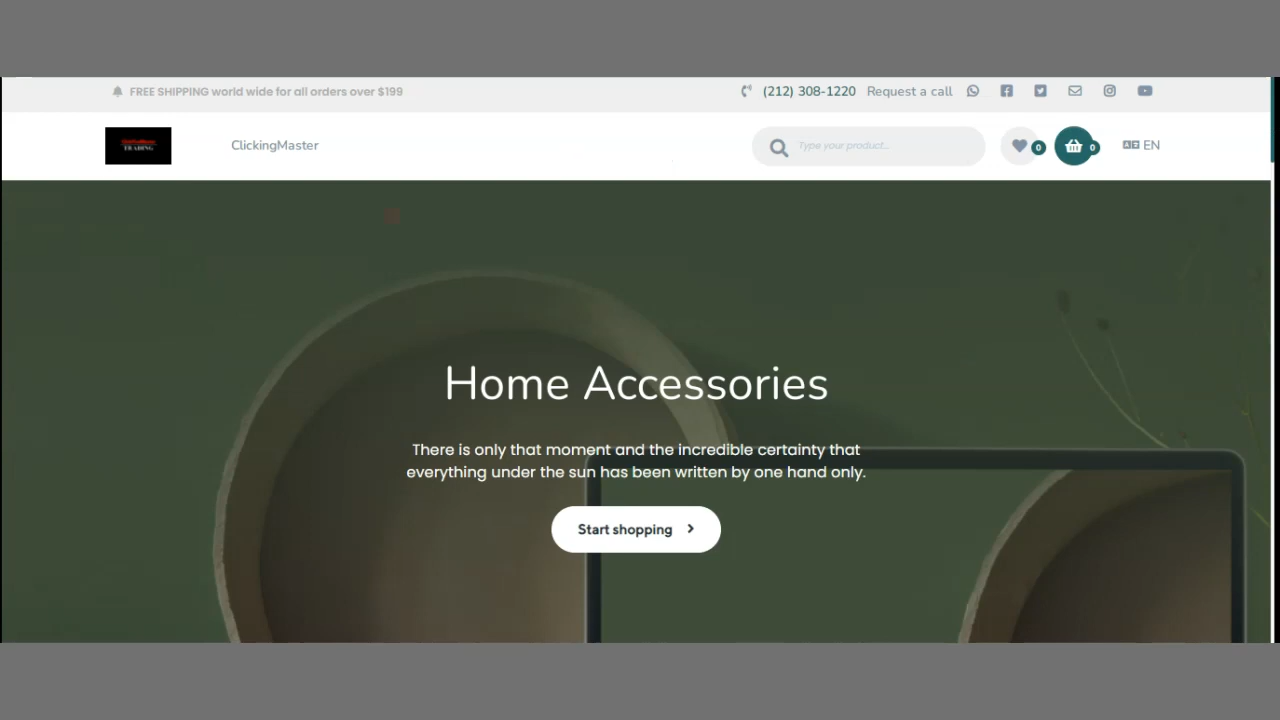 FREE SHIPPING world wide for all orders over $199
(212) 308-1220 Request a call
TRADING
ClickingMaster
Type your product...
0
0
EN
Home Accessories
There is only that moment and the incredible certainty that
everything under the sun has been written by one hand only.
Start shopping